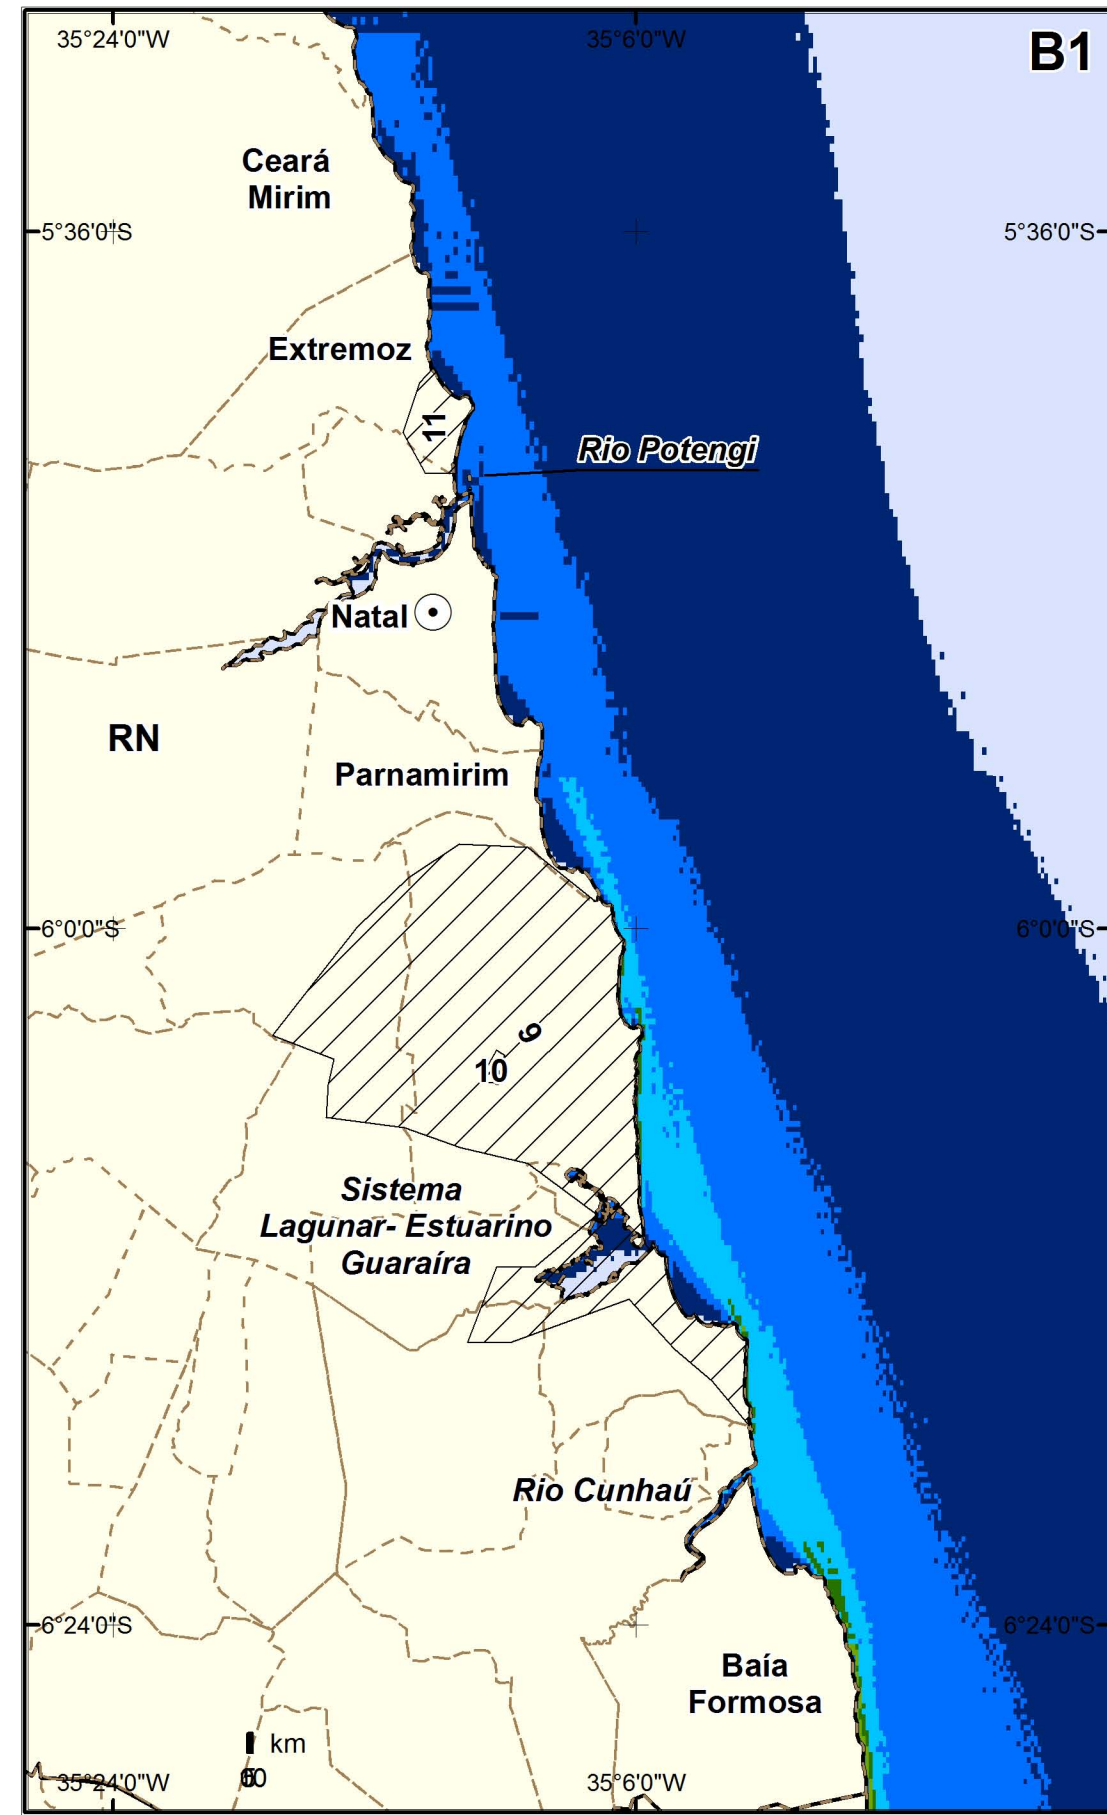 35°24'0"W
35°6'0"W
B1
Ceará
Mirim
5°36'0"S
5°36'0"S
Extremoz
11
Rio Potengi
Natal
RN
Parnamirim
6°0'0"S
6°0'0"S
9
10
Sistema
Lagunar- Estuarino
Guaraíra
Rio Cunhaú
6°24'0"S
6°24'0"S
Baía
Formosa
km
35°24'0"W
35°6'0"W